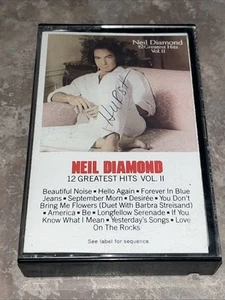 Neil Diamond
12 Greatest Hits
Vol. II
HURSH
NEIL DIAMOND
12 GREATEST HITS VOL. II
Beautiful Noise • Hello Again • Forever In Blue
Jeans • September Morn • Desirée • You Don't
Bring Me Flowers (Duet With Barbra Streisand)
• America • Be • Longfellow Serenade • If You
Know What I Mean • Yesterday's Songs • Love
On The Rocks
See label for sequence.